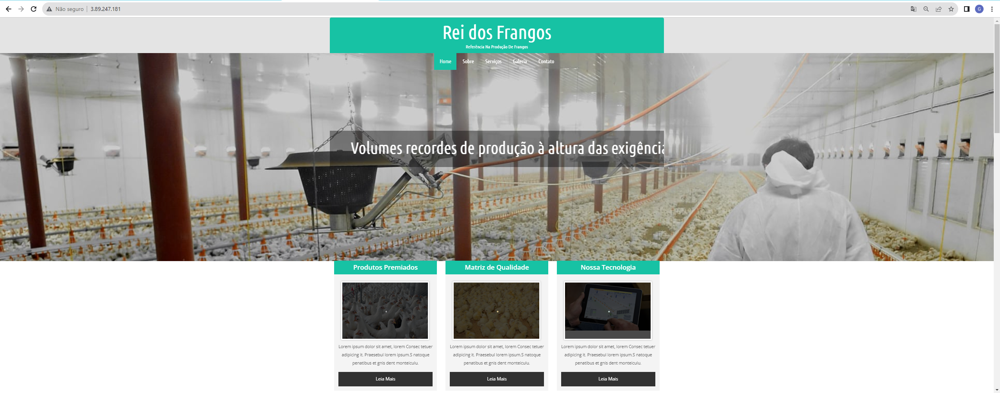 Não seguro
3.89.247.181
G
Rei dos Frangos
Referência Na Produção De Frangos
Home Sobre Serviços Galeria Contato
Volumes recordes de produção à altura das exigência
Produtos Premiados
Lorem ipsum dolor sit amet, lorem Consec tetuer
adipicing it. Praesebul lorem ipsum.S natoque
penatibus et gnis dent monteiculu.
Leia Mais
Matriz de Qualidade
Lorem ipsum dolor sit amet, lorem Consec tetuer
adipicing it. Praesebul lorem ipsum.S natoque
penatibus et gnis dent monteiculu.
Leia Mais
Nossa Tecnologia
Lorem ipsum dolor sit amet, lorem Consec tetuer
adipicing it. Praesebul lorem ipsum.S natoque
penatibus et gnis dent monteiculu.
Leia Mais